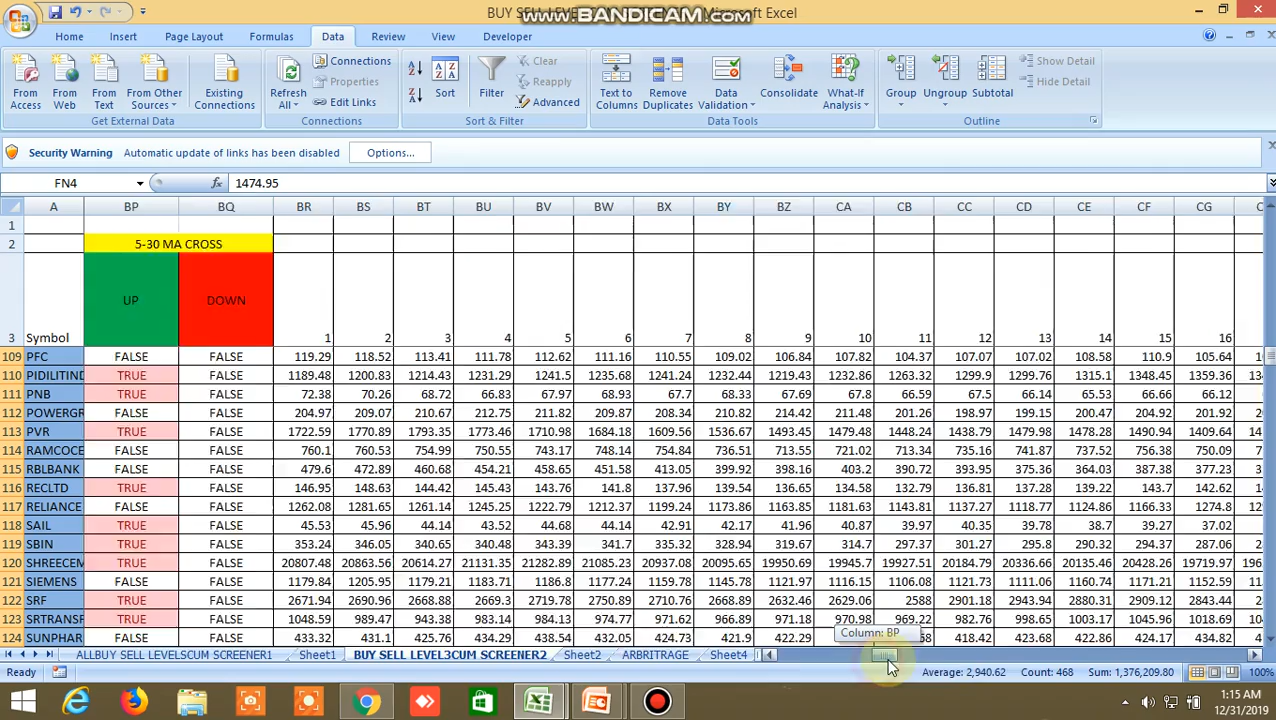 BUY SELL LEVEL3CUM SCREENER Microsoft Excel
www.BANDICAM.com
Home Insert Page Layout Formulas Data Review View Developer
From Access From Web From Text From Other Sources Existing Connections Refresh All Connections Properties Edit Links Sort Filter Clear Reapply Advanced Text to Columns Remove Duplicates Data Validation Consolidate What-If Analysis Group Ungroup Subtotal Show Detail Hide Detail
Get External Data Connections Sort & Filter Data Tools Outline
Security Warning Automatic update of links has been disabled Options...
FN4 fx 1474.95
A BP BQ BR BS BT BU BV BW BX BY BZ CA CB CC CD CE CF CG
1
2 5-30 MA CROSS
3 Symbol UP DOWN 1 2 3 4 5 6 7 8 9 10 11 12 13 14 15 16
109 PFC FALSE FALSE 119.29 118.52 113.41 111.78 112.62 111.16 110.55 109.02 106.84 107.82 104.37 107.07 107.02 108.58 110.9 105.64
110 PIDILITIND TRUE FALSE 1189.48 1200.83 1214.43 1231.29 1241.5 1235.68 1241.24 1232.44 1219.43 1232.86 1263.32 1299.9 1299.76 1315.1 1348.45 1359.16
111 PNB TRUE FALSE 72.38 70.26 68.72 66.83 67.97 68.93 67.7 68.33 67.59 67.8 66.59 67.5 66.14 65.53 66.66 66.12
112 POWERGR FALSE FALSE 204.97 209.07 210.67 212.75 211.82 209.87 208.34 210.82 214.42 211.48 201.26 198.97 199.15 200.47 204.92 201.92
113 PVR TRUE FALSE 1722.59 1770.89 1793.35 1773.46 1710.98 1684.18 1609.56 1536.67 1493.45 1479.48 1448.24 1438.79 1479.99 1478.28 1490.94 1509.64
114 RAMCOCE FALSE FALSE 760.1 760.53 754.99 750.55 743.07 748.14 754.84 736.51 713.55 721.02 713.34 735.16 741.87 737.52 756.38 750.09
115 RBLBANK FALSE FALSE 479.6 472.89 460.68 454.21 458.65 451.58 413.05 399.92 398.16 403.2 390.72 393.95 375.36 364.03 387.18 377.23
116 RECLTD TRUE FALSE 146.95 148.63 144.42 145.43 143.76 141.8 137.96 139.54 136.65 134.58 132.79 136.81 137.28 139.22 143.7 142.62
117 RELIANCE FALSE FALSE 1262.08 1281.65 1261.14 1245.25 1222.79 1212.37 1199.24 1173.86 1163.85 1181.63 1143.81 1137.27 1118.77 1124.86 1166.33 1274.8
118 SAIL TRUE FALSE 45.53 45.96 44.14 43.52 44.68 44.14 42.91 42.17 41.96 40.87 39.97 40.35 39.78 38.7 39.27 37.02
119 SBIN TRUE FALSE 353.24 346.05 340.65 340.48 343.39 341.7 335.32 328.94 319.67 314.7 297.37 301.27 295.8 290.32 294.37 287.06
120 SHREECEM TRUE FALSE 20807.48 20863.56 20614.27 21131.35 21282.89 21085.23 20937.08 20095.65 19950.69 19945.7 19927.51 20184.79 20336.66 20135.46 20428.26 19719.97
121 SIEMENS FALSE FALSE 1179.84 1205.95 1179.21 1183.71 1186.8 1177.24 1159.78 1145.78 1121.97 1116.15 1106.08 1121.73 1111.01 1160.74 1171.21 1152.59
122 SRF TRUE FALSE 2671.94 2690.96 2668.88 2669.3 2719.78 2750.89 2710.76 2668.99 2632.46 2629.06 2588 2901.18 2943.94 2880.31 2909.12 2843.44
123 SRTRANSF TRUE FALSE 1048.59 1089.16 943.38 983.14 984.14 974.77 971.62 966.89 971.18 970.98 969.22 982.76 998.65 1003.17 1045.96 1018.69
124 SUNPHAR FALSE FALSE 433.32 431.1 425.76 429.34 438.54 432.05 424.73 421.9 422.29 418.42 423.68 421.74 429.56 439.66 434.82
Column: BP
ALLBUY SELL LEVELSCUM SCREENER1 Sheet1 BUY SELL LEVEL3CUM SCREENER2 Sheet2 ARBRITRAGE Sheet4
Ready Average: 2,940.62 Count: 468 Sum: 1,376,209.80 100%
1:15 AM
12/31/2019